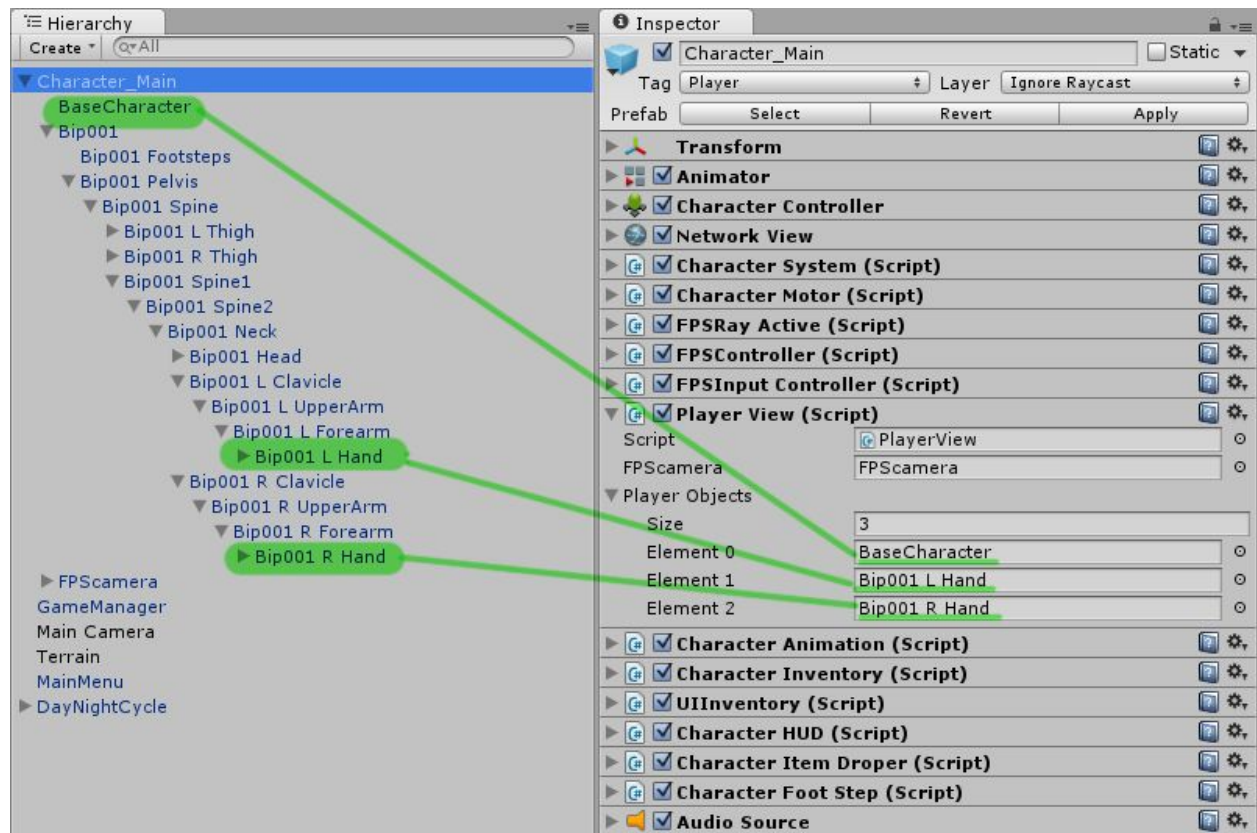 Hierarchy
Create
All
Character_Main
BaseCharacter
Bip001
Bip001 Footsteps
Bip001 Pelvis
Bip001 Spine
Bip001 L Thigh
Bip001 R Thigh
Bip001 Spine1
Bip001 Spine2
Bip001 Neck
Bip001 Head
Bip001 L Clavicle
Bip001 L UpperArm
Bip001 L Forearm
Bip001 L Hand
Bip001 R Clavicle
Bip001 R UpperArm
Bip001 R Forearm
Bip001 R Hand
FPScamera
GameManager
Main Camera
Terrain
MainMenu
DayNightCycle
Inspector
Character_Main Static
Tag Player Layer Ignore Raycast
Prefab Select Revert Apply
Transform
Animator
Character Controller
Network View
Character System (Script)
Character Motor (Script)
FPSRay Active (Script)
FPSController (Script)
FPSInput Controller (Script)
Player View (Script)
Script PlayerView
FPScamera FPScamera
Player Objects
Size 3
Element 0 BaseCharacter
Element 1 Bip001 L Hand
Element 2 Bip001 R Hand
Character Animation (Script)
Character Inventory (Script)
UIInventory (Script)
Character HUD (Script)
Character Item Droper (Script)
Character Foot Step (Script)
Audio Source